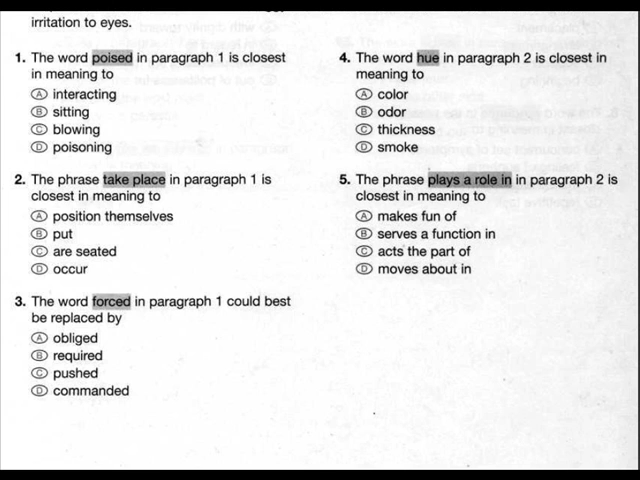 irritation to eyes.
1. The word poised in paragraph 1 is closest
in meaning to
A interacting
B sitting
C blowing
D poisoning
2. The phrase take place in paragraph 1 is
closest in meaning to
A position themselves
B put
C are seated
D occur
3. The word forced in paragraph 1 could best
be replaced by
A obliged
B required
C pushed
D commanded
4. The word hue in paragraph 2 is closest in
meaning to
A color
B odor
C thickness
D smoke
5. The phrase plays a role in in paragraph 2 is
closest in meaning to
A makes fun of
B serves a function in
C acts the part of
D moves about in